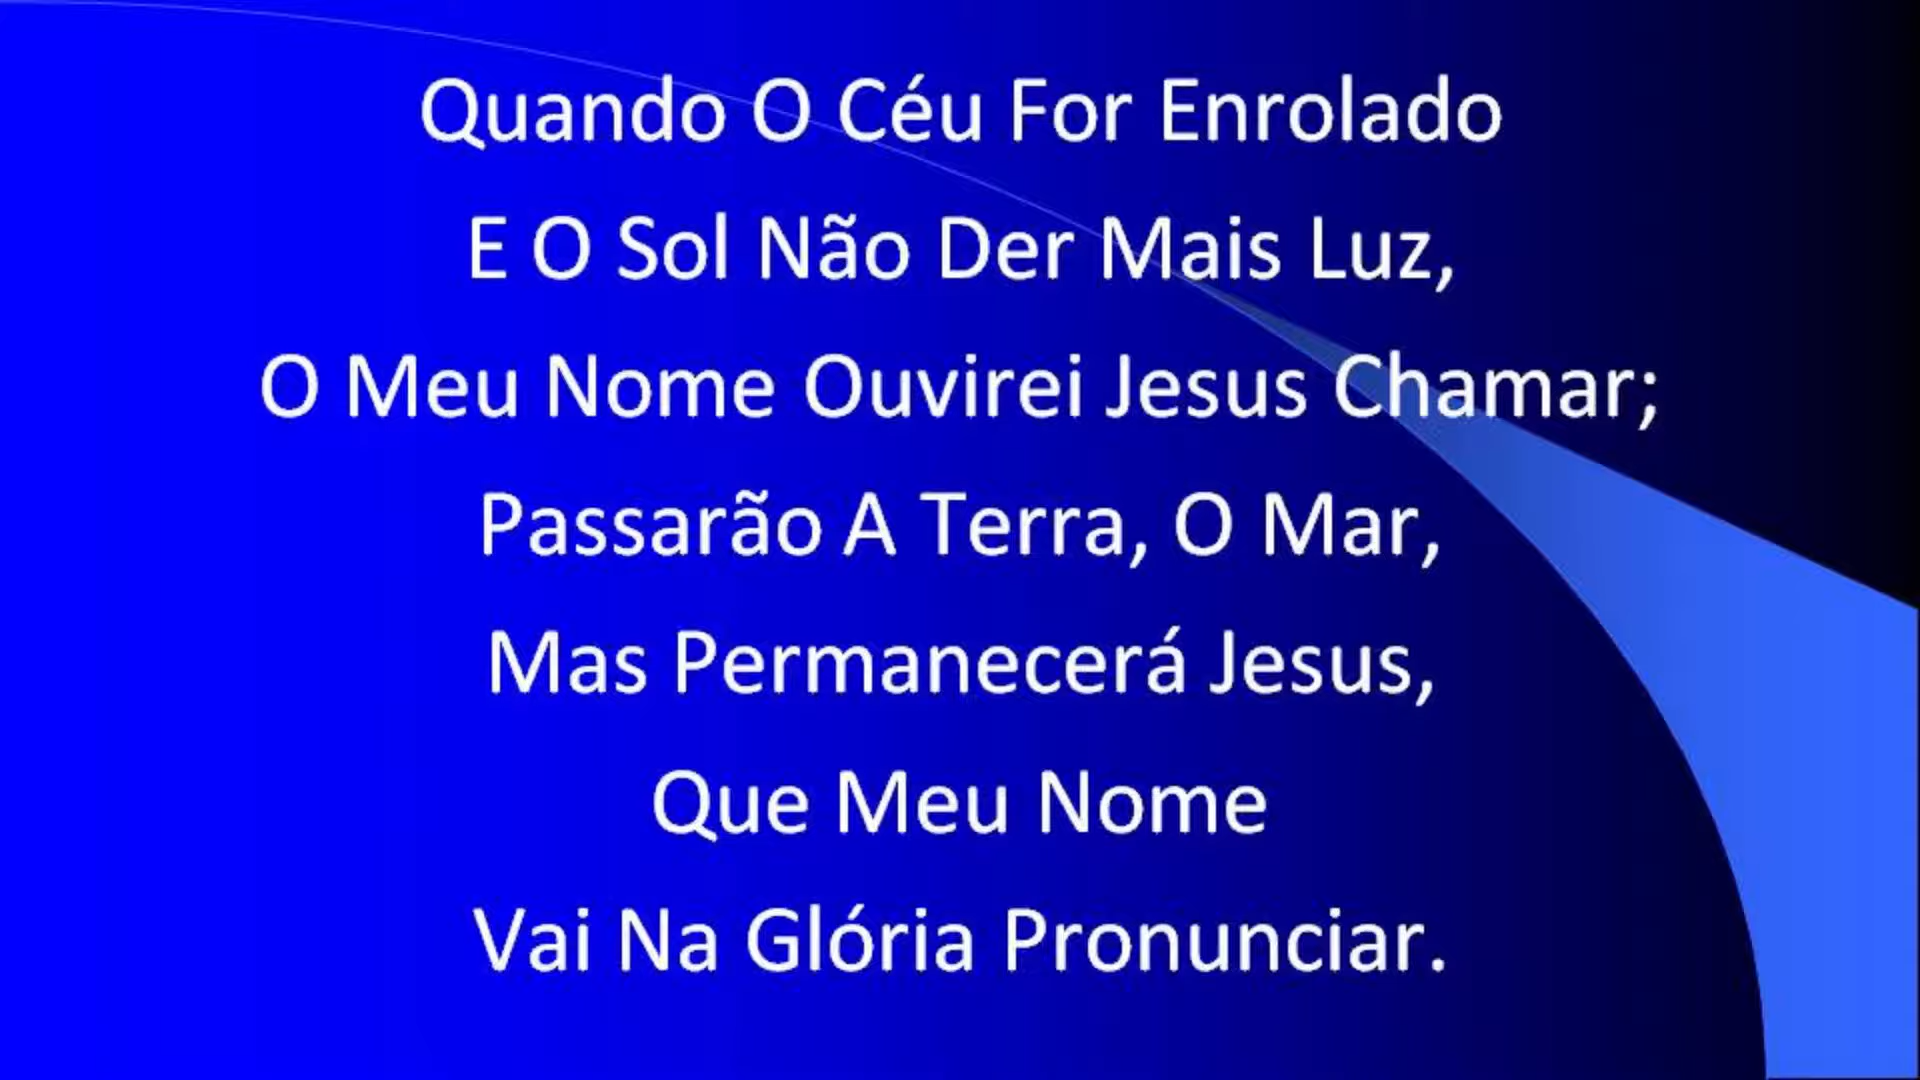 Quando O Céu For Enrolado
E O Sol Não Der Mais Luz,
O Meu Nome Ouvirei Jesus Chamar;
Passarão A Terra, O Mar,
Mas Permanecerá Jesus,
Que Meu Nome
Vai Na Glória Pronunciar.